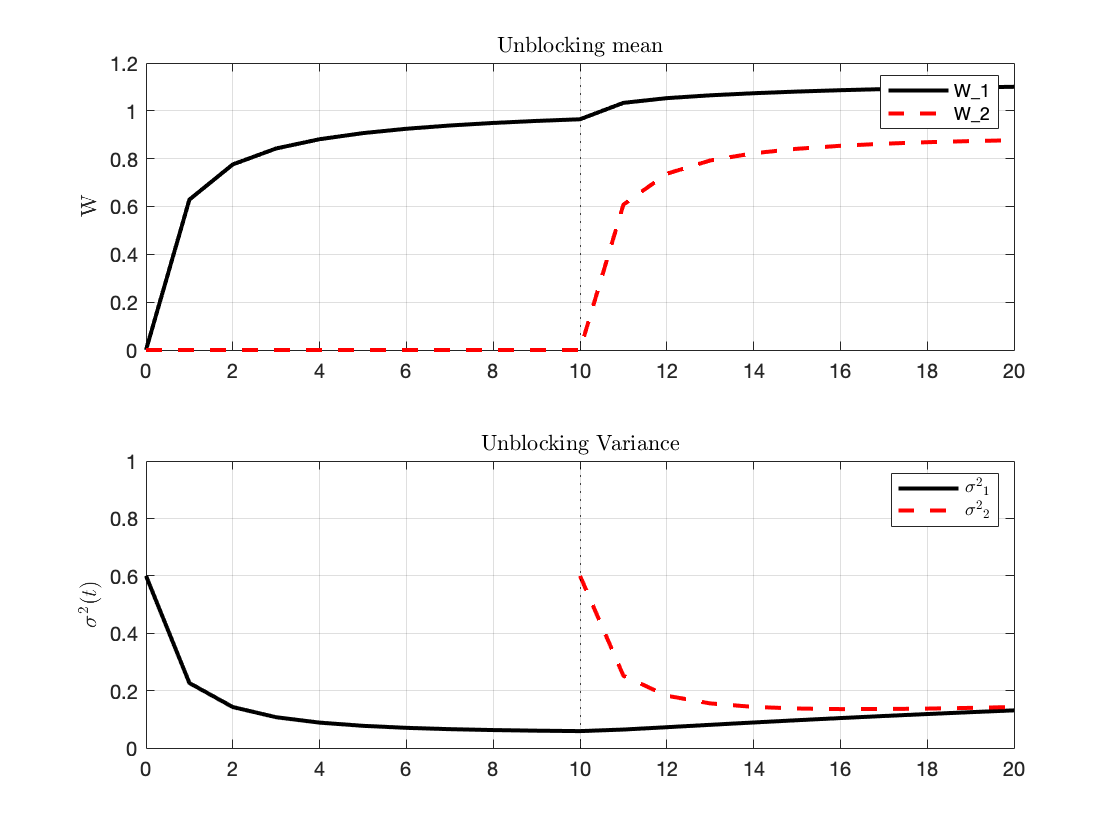 Unblocking mean
1.2
1
0.8
0.6
0.4
0.2
0
W
W_1
W_2
0 2 4 6 8 10 12 14 16 18 20
Unblocking Variance
1
0.8
0.6
0.4
0.2
0
σ²(t)
σ²₁
σ²₂
0 2 4 6 8 10 12 14 16 18 20